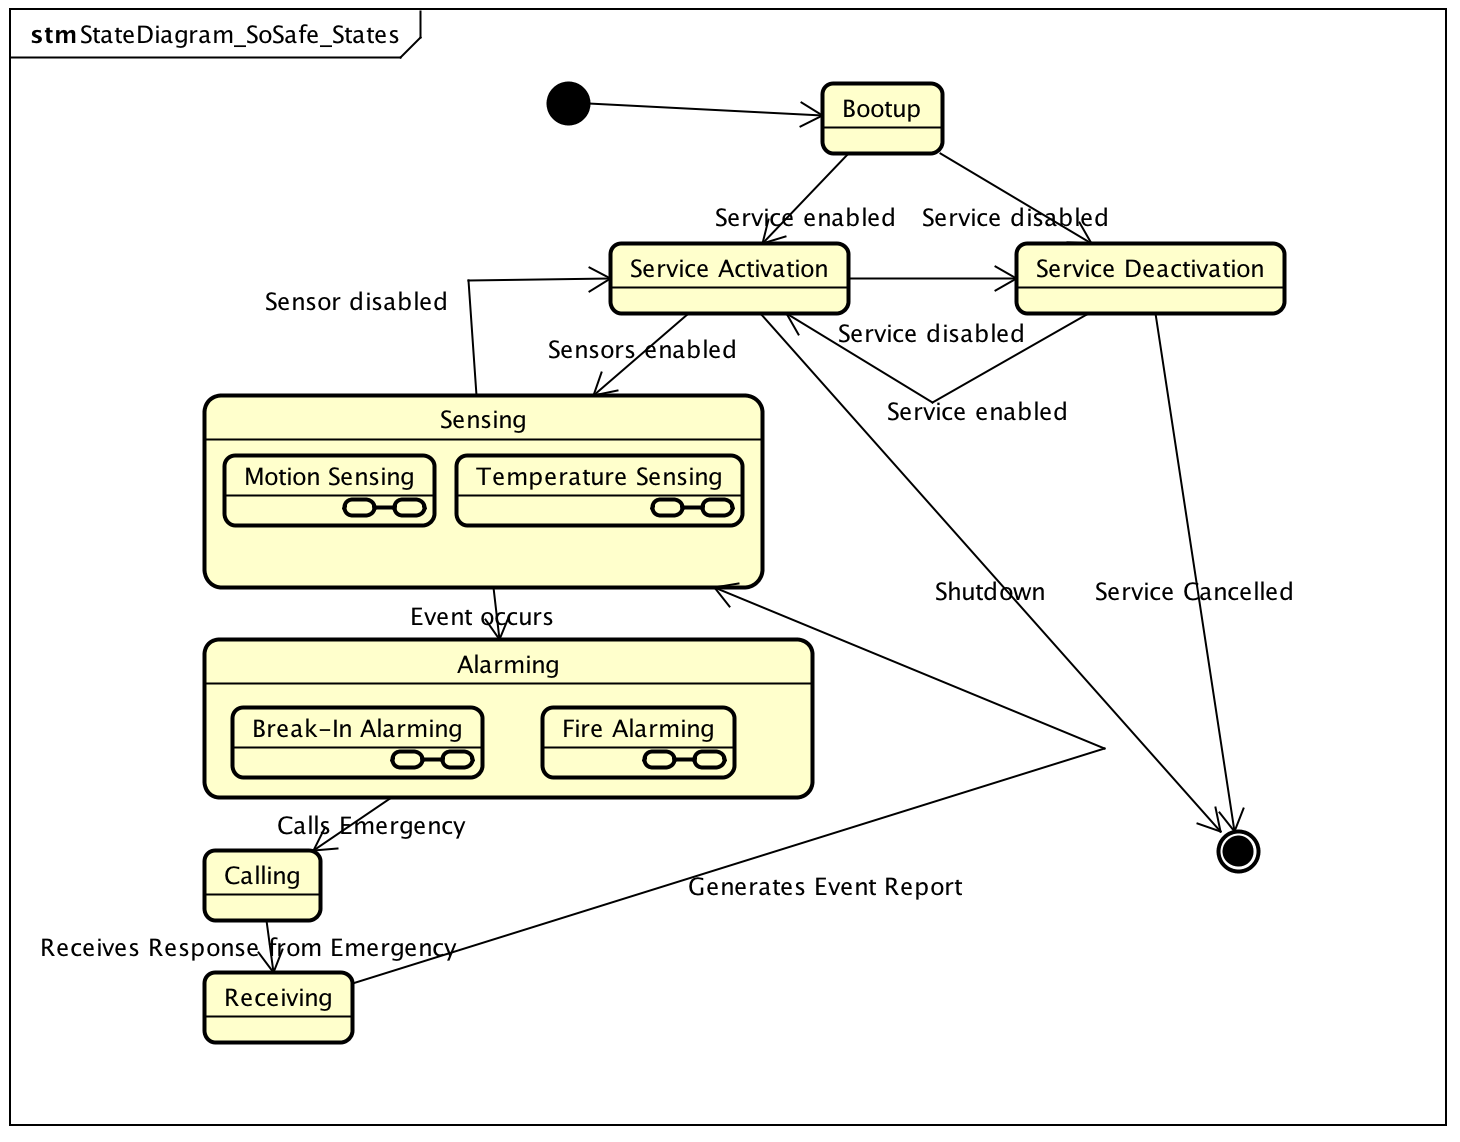 stm StateDiagram_SoSafe_States
Bootup
Service enabled
Service disabled
Service Activation
Service Deactivation
Sensor disabled
Service disabled
Sensors enabled
Service enabled
Sensing
Motion Sensing
Temperature Sensing
Shutdown
Service Cancelled
Event occurs
Alarming
Break-In Alarming
Fire Alarming
Calls Emergency
Calling
Generates Event Report
Receives Response from Emergency
Receiving